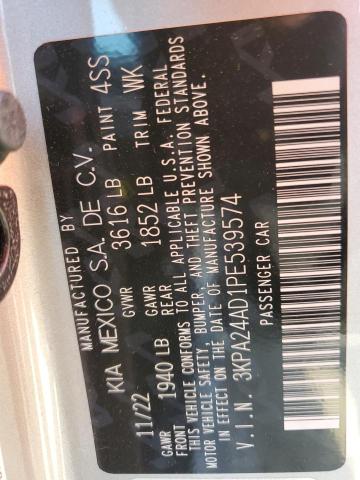 MANUFACTURED BY
KIA MEXICO S.A. DE C.V.
11/22 GVWR 3616 LB PAINT 4SS
GAWR FRONT 1940 LB GAWR REAR 1852 LB TRIM WK
THIS VEHICLE CONFORMS TO ALL APPLICABLE U.S.A. FEDERAL
MOTOR VEHICLE SAFETY, BUMPER, AND THEFT PREVENTION STANDARDS
IN EFFECT ON THE DATE OF MANUFACTURE SHOWN ABOVE.
V.I.N. 3KPA24AD1PE539574
PASSENGER CAR